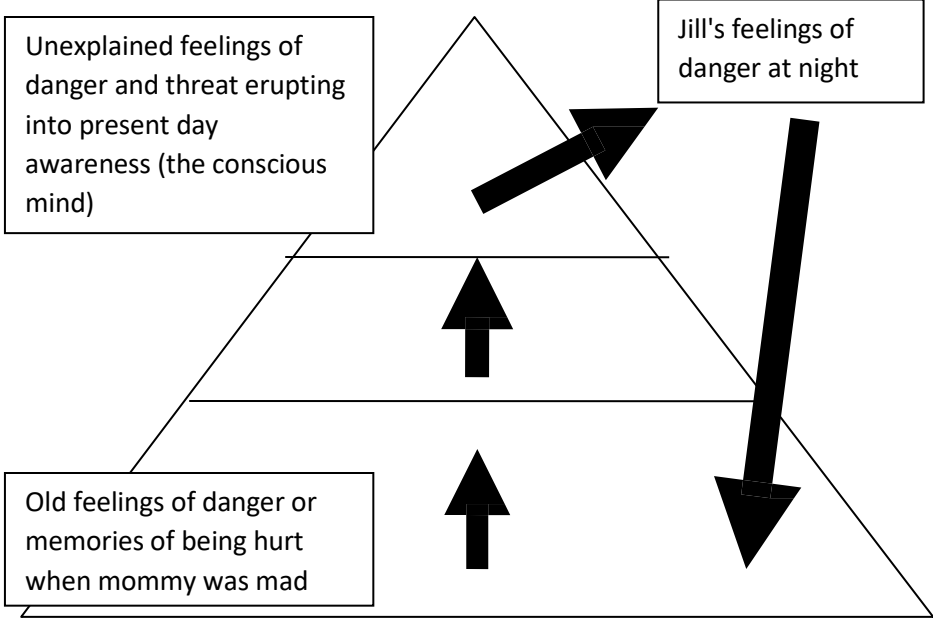 Unexplained feelings of
danger and threat erupting
into present day
awareness (the conscious
mind)
Jill's feelings of
danger at night
Old feelings of danger or
memories of being hurt
when mommy was mad